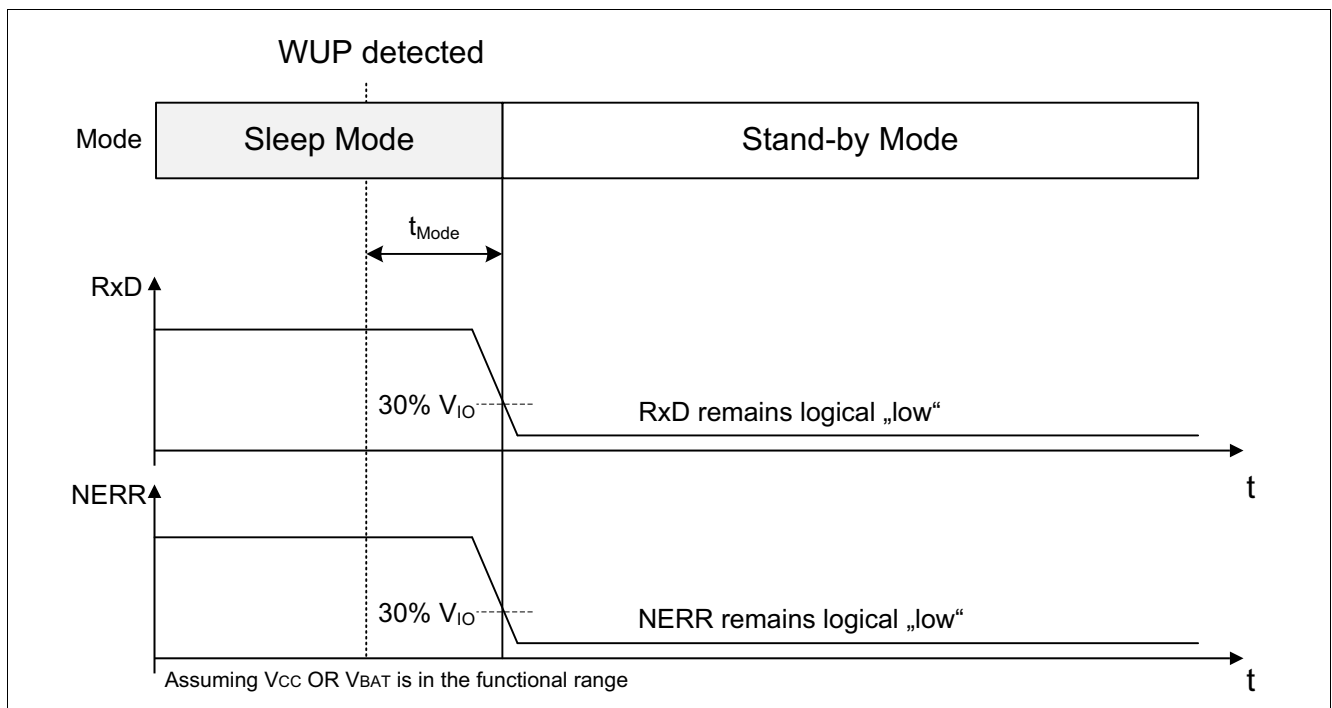 WUP detected
Mode
Sleep Mode
Stand-by Mode
tMode
RxD
30% VIO
RxD remains logical „low“
t
NERR
30% VIO
NERR remains logical „low“
Assuming VCC OR VBAT is in the functional range
t